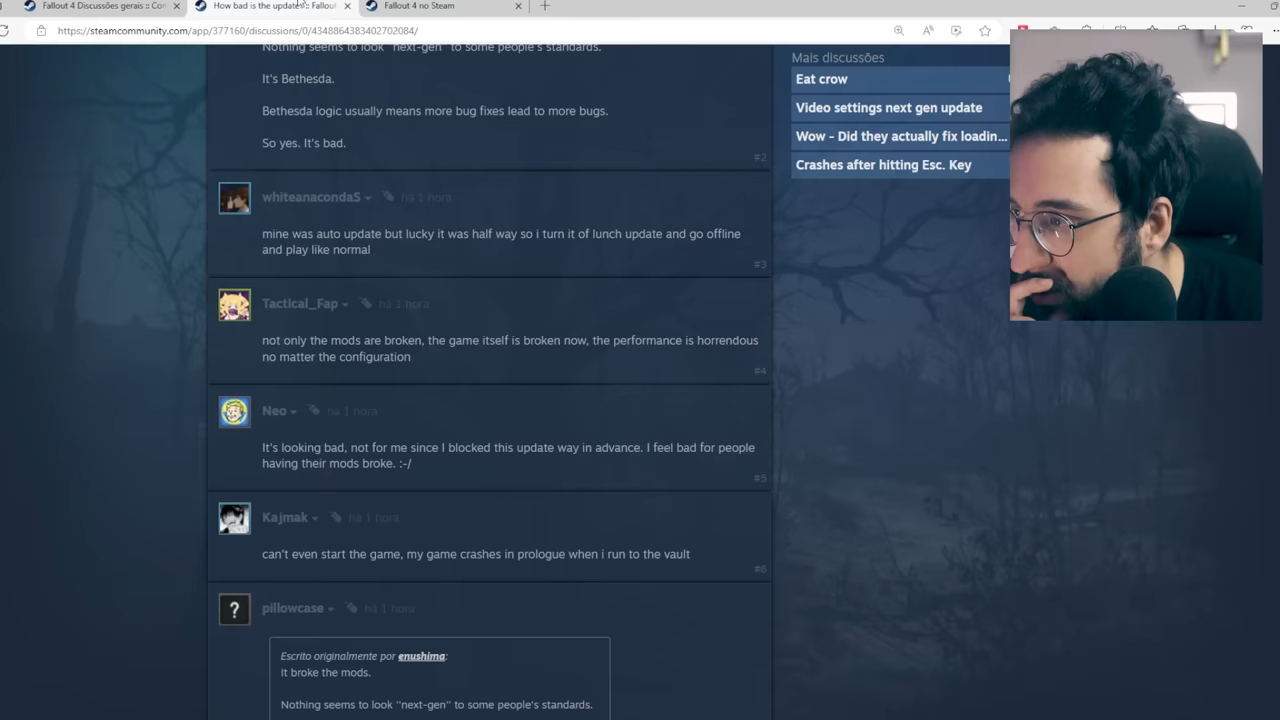 Fallout 4 Discussões gerais :: Con
How bad is the update? :: Fallout
Fallout 4 no Steam
https://steamcommunity.com/app/377160/discussions/0/4348864383402702084/
Nothing seems to look "next-gen" to some people's standards.
It's Bethesda.
Bethesda logic usually means more bug fixes lead to more bugs.
So yes. It's bad.
#2
whiteanacondaS
há 1 hora
mine was auto update but lucky it was half way so i turn it of lunch update and go offline
and play like normal
#3
Tactical_Fap
há 1 hora
not only the mods are broken, the game itself is broken now, the performance is horrendous
no matter the configuration
#4
Neo
há 1 hora
It's looking bad, not for me since I blocked this update way in advance. I feel bad for people
having their mods broke. :-/
#5
Kajmak
há 1 hora
can't even start the game, my game crashes in prologue when i run to the vault
#6
pillowcase
há 1 hora
Escrito originalmente por enushima:
It broke the mods.
Nothing seems to look "next-gen" to some people's standards.
Mais discussões
Eat crow
Video settings next gen update
Wow - Did they actually fix loadin...
Crashes after hitting Esc. Key